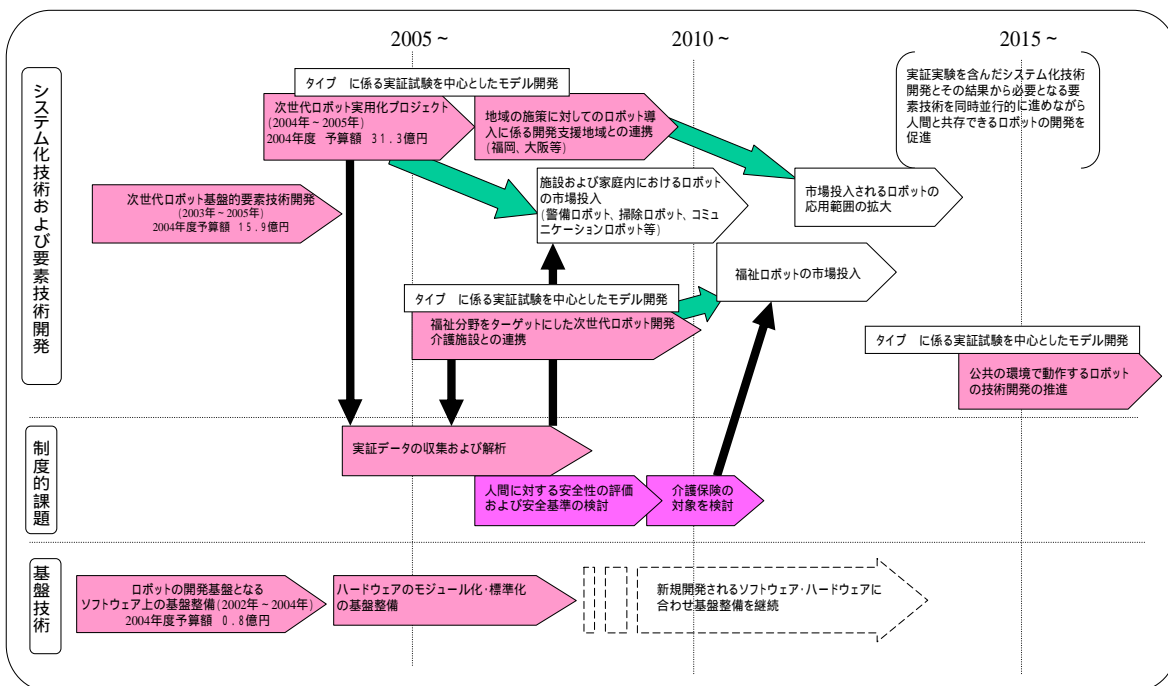 2005~
2010~
2015~
システム化技術および要素技術開発
タイプ に係る実証試験を中心としたモデル開発
次世代ロボット実用化プロジェクト
(2004年~2005年)
2004年度 予算額 31.3億円
地域の施策に対してのロボット導
入に係る開発支援地域との連携
(福岡、大阪等)
実証実験を含んだシステム化技術
開発とその結果から必要となる要
素技術を同時並行的に進めながら
人間と共存できるロボットの開発を
促進
次世代ロボット基盤的要素技術開発
(2003年~2005年)
2004年度予算額 15.9億円
施設および家庭内におけるロボット
の市場投入
(警備ロボット、掃除ロボット、コミュ
ニケーションロボット等)
市場投入されるロボットの
応用範囲の拡大
福祉ロボットの市場投入
タイプ に係る実証試験を中心としたモデル開発
福祉分野をターゲットにした次世代ロボット開発
介護施設との連携
タイプ に係る実証試験を中心としたモデル開発
公共の環境で動作するロボット
の技術開発の推進
制度的課題
実証データの収集および解析
人間に対する安全性の評価
および安全基準の検討
介護保険の
対象を検討
基盤技術
ロボットの開発基盤となる
ソフトウェア上の基盤整備(2002年~2004年)
2004年度予算額 0.8億円
ハードウェアのモジュール化・標準化
の基盤整備
新規開発されるソフトウェア・ハードウェアに
合わせ基盤整備を継続